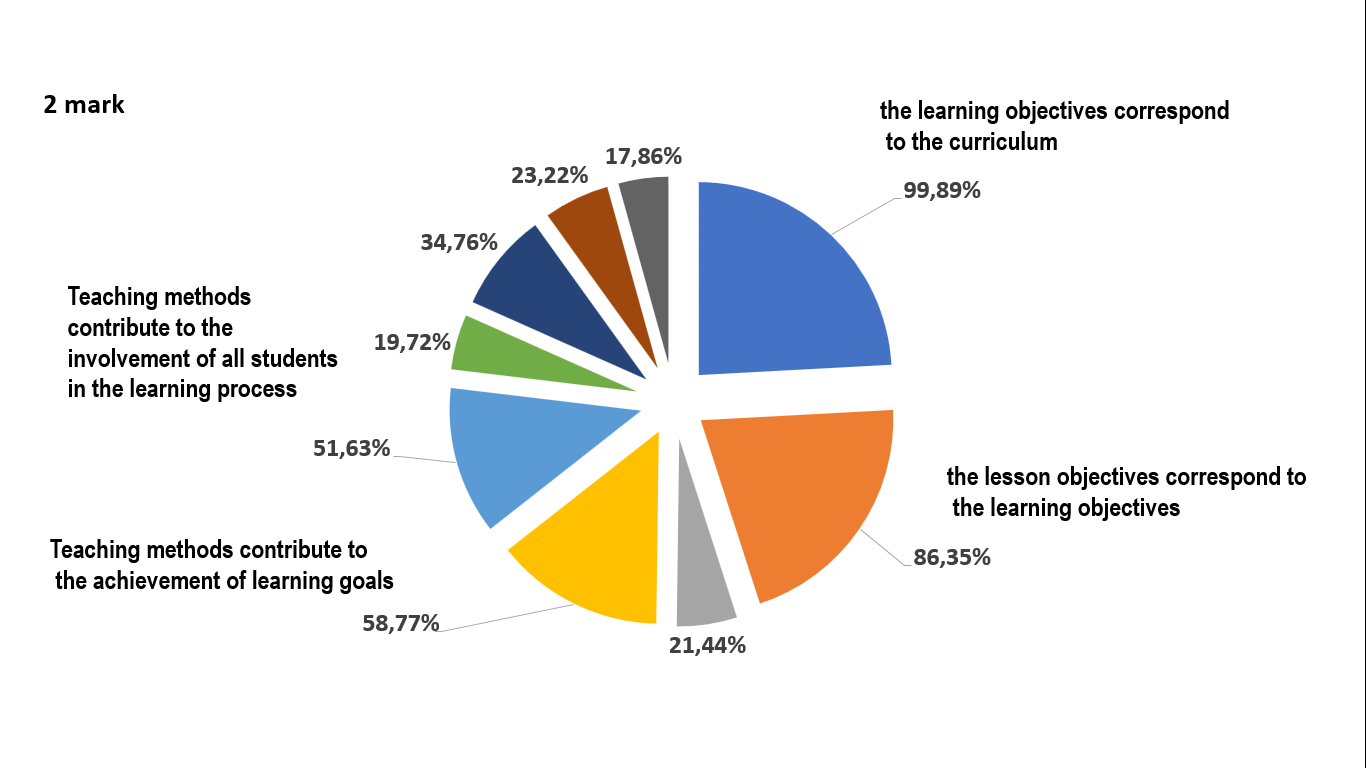 2 mark
the learning objectives correspond
to the curriculum
99,89%
17,86%
23,22%
34,76%
Teaching methods
contribute to the
involvement of all students
in the learning process
19,72%
51,63%
the lesson objectives correspond to
the learning objectives
86,35%
Teaching methods contribute to
the achievement of learning goals
58,77%
21,44%